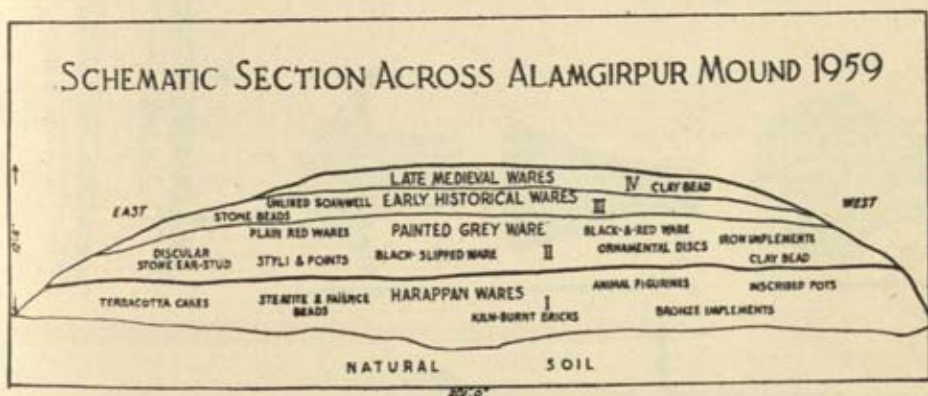 SCHEMATIC SECTION ACROSS ALAMGIRPUR MOUND 1959
LATE MEDIEVAL WARES IV CLAY BEAD
EAST UNLINED SOAKWELL EARLY HISTORICAL WARES III WEST
STONE BEADS
PLAIN RED WARES PAINTED GREY WARE BLACK-&-RED WARE IRON IMPLEMENTS
DISCULAR STYLI & POINTS BLACK-SLIPPED WARE II ORNAMENTAL DISCS
STONE EAR-STUD CLAY BEAD
TERRACOTTA CAKES STEATITE & FAIENCE HARAPPAN WARES I ANIMAL FIGURINES INSCRIBED POTS
BEADS KILN-BURNT BRICKS BRONZE IMPLEMENTS
NATURAL SOIL